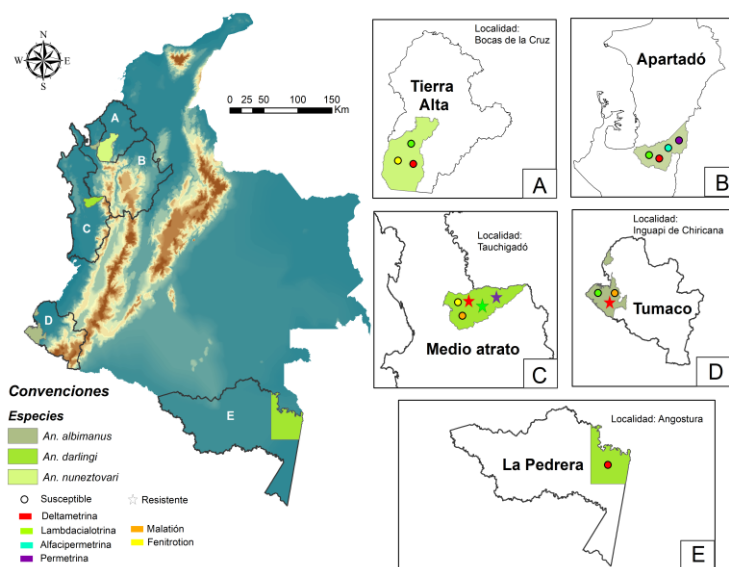 N
W E
S
0 25 50 100 150
Km
A
B
C
D
E
Convenciones
Especies
An. albimanus
An. darlingi
An. nuneztovari
Susceptible
Resistente
Deltametrina
Lambdacialotrina
Alfacipermetrina
Permetrina
Malatión
Fenitrotion
Localidad:
Bocas de la Cruz
Tierra
Alta
A
Apartadó
B
Localidad:
Tauchigadó
Medio atrato
C
Localidad:
Inguapi de Chiricana
Tumaco
D
Localidad: Angostura
La Pedrera
E